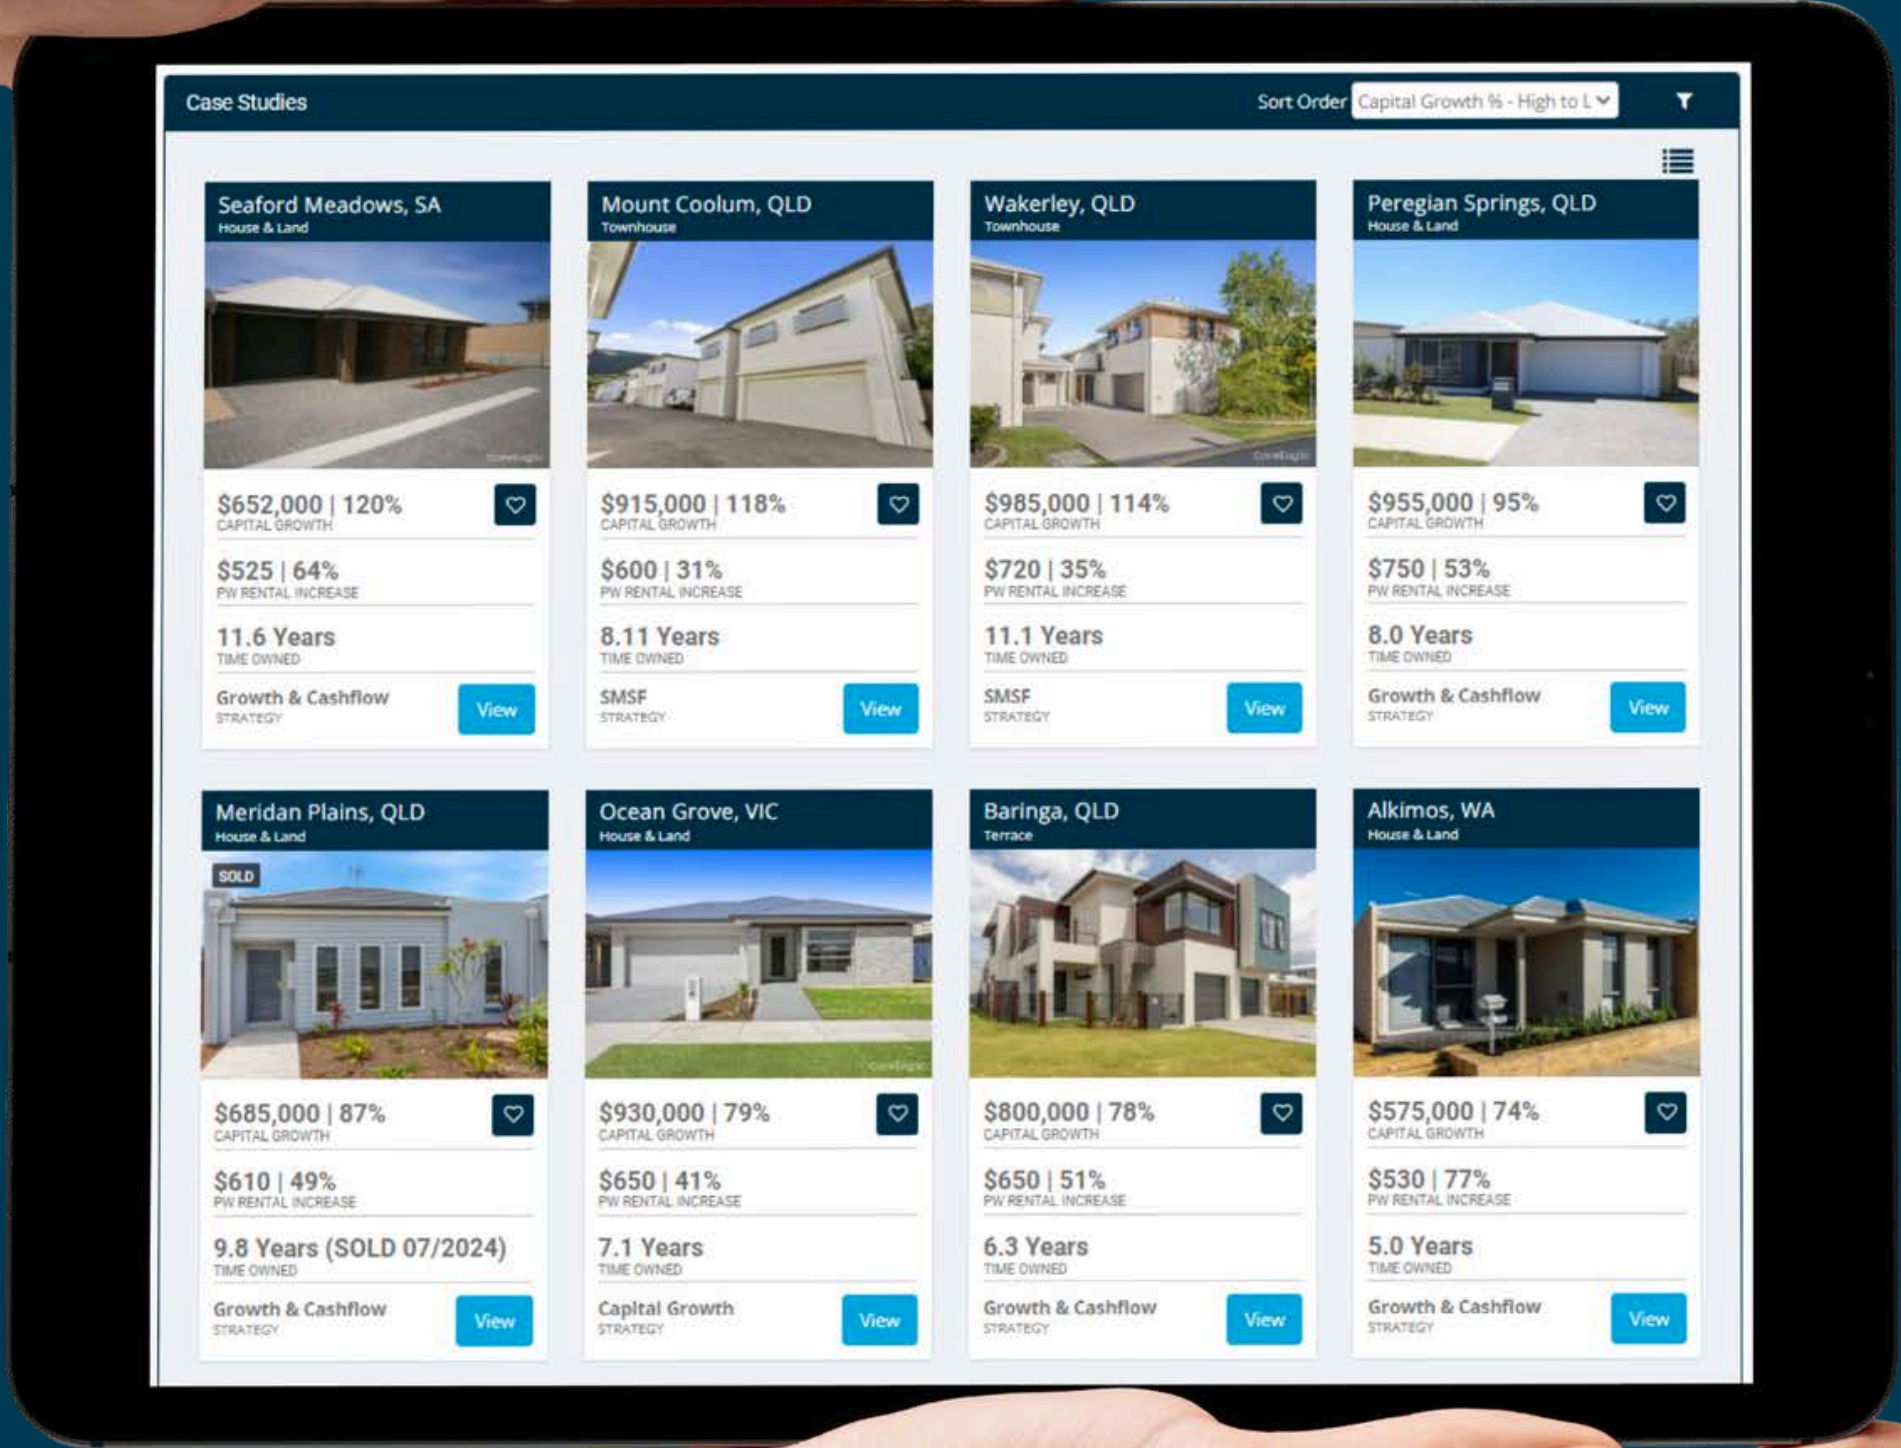 Case Studies
Sort Order Capital Growth % - High to L
Seaford Meadows, SA
House & Land
CoreLogic
$652,000 | 120%
CAPITAL GROWTH
$525 | 64%
PW RENTAL INCREASE
11.6 Years
TIME OWNED
Growth & Cashflow
STRATEGY
View
Mount Coolum, QLD
Townhouse
$915,000 | 118%
CAPITAL GROWTH
$600 | 31%
PW RENTAL INCREASE
8.11 Years
TIME OWNED
SMSF
STRATEGY
View
Wakerley, QLD
Townhouse
CoreLogic
$985,000 | 114%
CAPITAL GROWTH
$720 | 35%
PW RENTAL INCREASE
11.1 Years
TIME OWNED
SMSF
STRATEGY
View
Peregian Springs, QLD
House & Land
$955,000 | 95%
CAPITAL GROWTH
$750 | 53%
PW RENTAL INCREASE
8.0 Years
TIME OWNED
Growth & Cashflow
STRATEGY
View
Meridan Plains, QLD
House & Land
SOLD
$685,000 | 87%
CAPITAL GROWTH
$610 | 49%
PW RENTAL INCREASE
9.8 Years (SOLD 07/2024)
TIME OWNED
Growth & Cashflow
STRATEGY
View
Ocean Grove, VIC
House & Land
CoreLogic
$930,000 | 79%
CAPITAL GROWTH
$650 | 41%
PW RENTAL INCREASE
7.1 Years
TIME OWNED
Capital Growth
STRATEGY
View
Baringa, QLD
Terrace
$800,000 | 78%
CAPITAL GROWTH
$650 | 51%
PW RENTAL INCREASE
6.3 Years
TIME OWNED
Growth & Cashflow
STRATEGY
View
Alkimos, WA
House & Land
$575,000 | 74%
CAPITAL GROWTH
$530 | 77%
PW RENTAL INCREASE
5.0 Years
TIME OWNED
Growth & Cashflow
STRATEGY
View